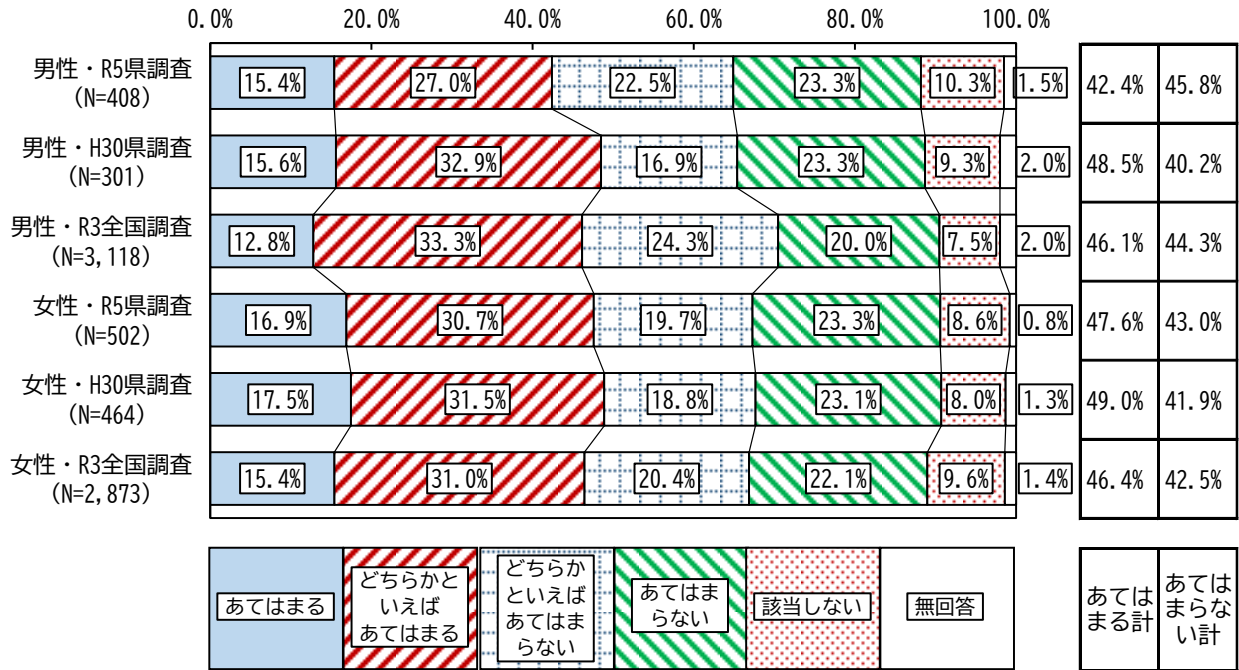 0.0% 20.0% 40.0% 60.0% 80.0% 100.0%
男性・R5県調査
(N=408)
15.4% 27.0% 22.5% 23.3% 10.3% 1.5% 42.4% 45.8%
男性・H30県調査
(N=301)
15.6% 32.9% 16.9% 23.3% 9.3% 2.0% 48.5% 40.2%
男性・R3全国調査
(N=3,118)
12.8% 33.3% 24.3% 20.0% 7.5% 2.0% 46.1% 44.3%
女性・R5県調査
(N=502)
16.9% 30.7% 19.7% 23.3% 8.6% 0.8% 47.6% 43.0%
女性・H30県調査
(N=464)
17.5% 31.5% 18.8% 23.1% 8.0% 1.3% 49.0% 41.9%
女性・R3全国調査
(N=2,873)
15.4% 31.0% 20.4% 22.1% 9.6% 1.4% 46.4% 42.5%
あてはまる
どちらかと
いえば
あてはまる
どちらか
といえば
あてはま
らない
あてはま
らない
該当しない
無回答
あては
まる計
あては
まらな
い計